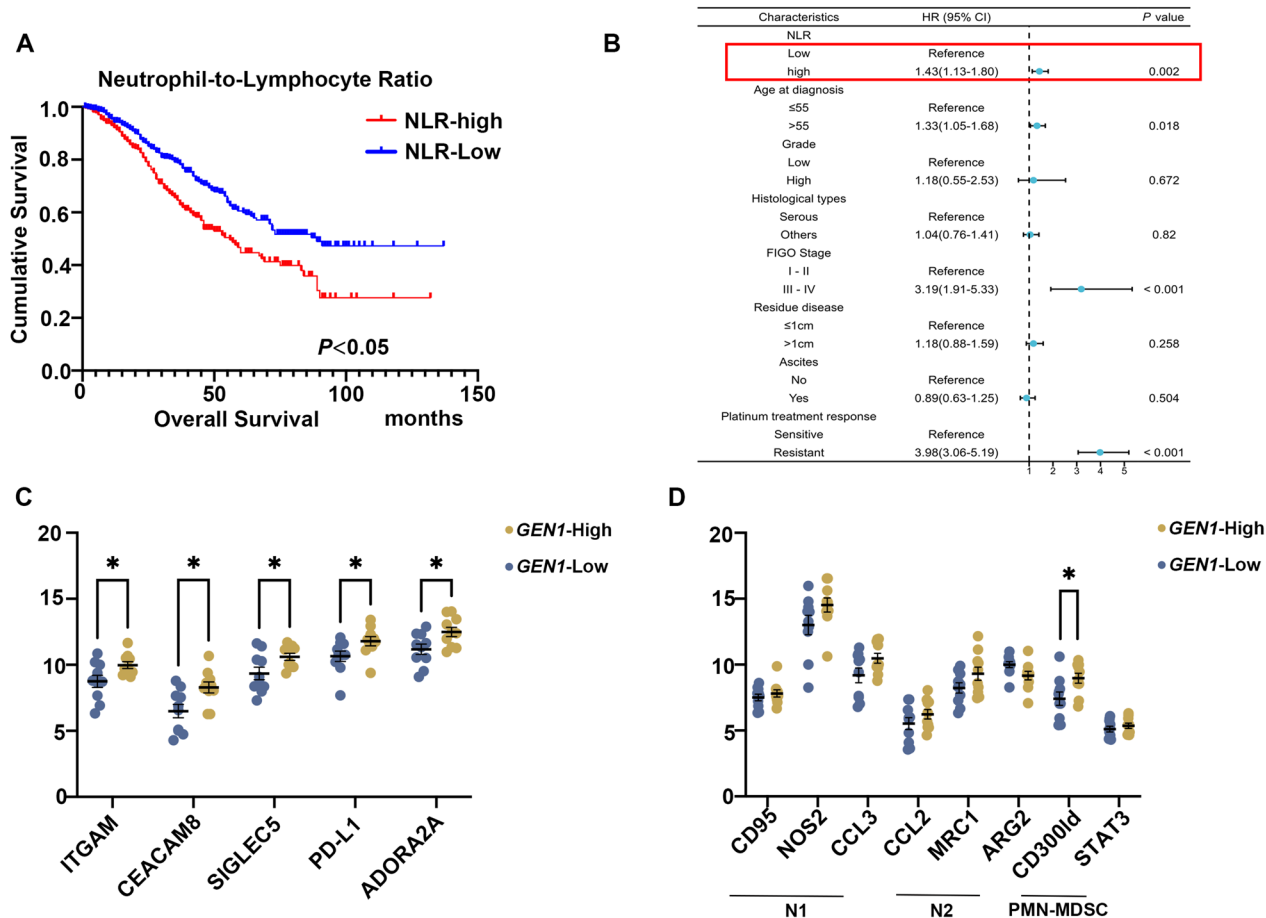 A
Neutrophil-to-Lymphocyte Ratio
Cumulative Survival
1.0
0.8
0.6
0.4
0.2
0.0
NLR-high
NLR-Low
P<0.05
0 50 100 150
Overall Survival months
B
Characteristics HR (95% CI) P value
NLR
Low Reference
high 1.43(1.13-1.80) 0.002
Age at diagnosis
≤55 Reference
>55 1.33(1.05-1.68) 0.018
Grade
Low Reference
High 1.18(0.55-2.53) 0.672
Histological types
Serous Reference
Others 1.04(0.76-1.41) 0.82
FIGO Stage
I - II Reference
III - IV 3.19(1.91-5.33) < 0.001
Residue disease
≤1cm Reference
>1cm 1.18(0.88-1.59) 0.258
Ascites
No Reference
Yes 0.89(0.63-1.25) 0.504
Platinum treatment response
Sensitive Reference
Resistant 3.98(3.06-5.19) < 0.001
1 2 3 4 5
C
20
15
10
5
0
* * * * *
GEN1-High
GEN1-Low
ITGAM CEACAM8 SIGLEC5 PD-L1 ADORA2A
D
20
15
10
5
0
*
GEN1-High
GEN1-Low
CD95 NOS2 CCL3 CCL2 MRC1 ARG2 CD300ld STAT3
N1 N2 PMN-MDSC